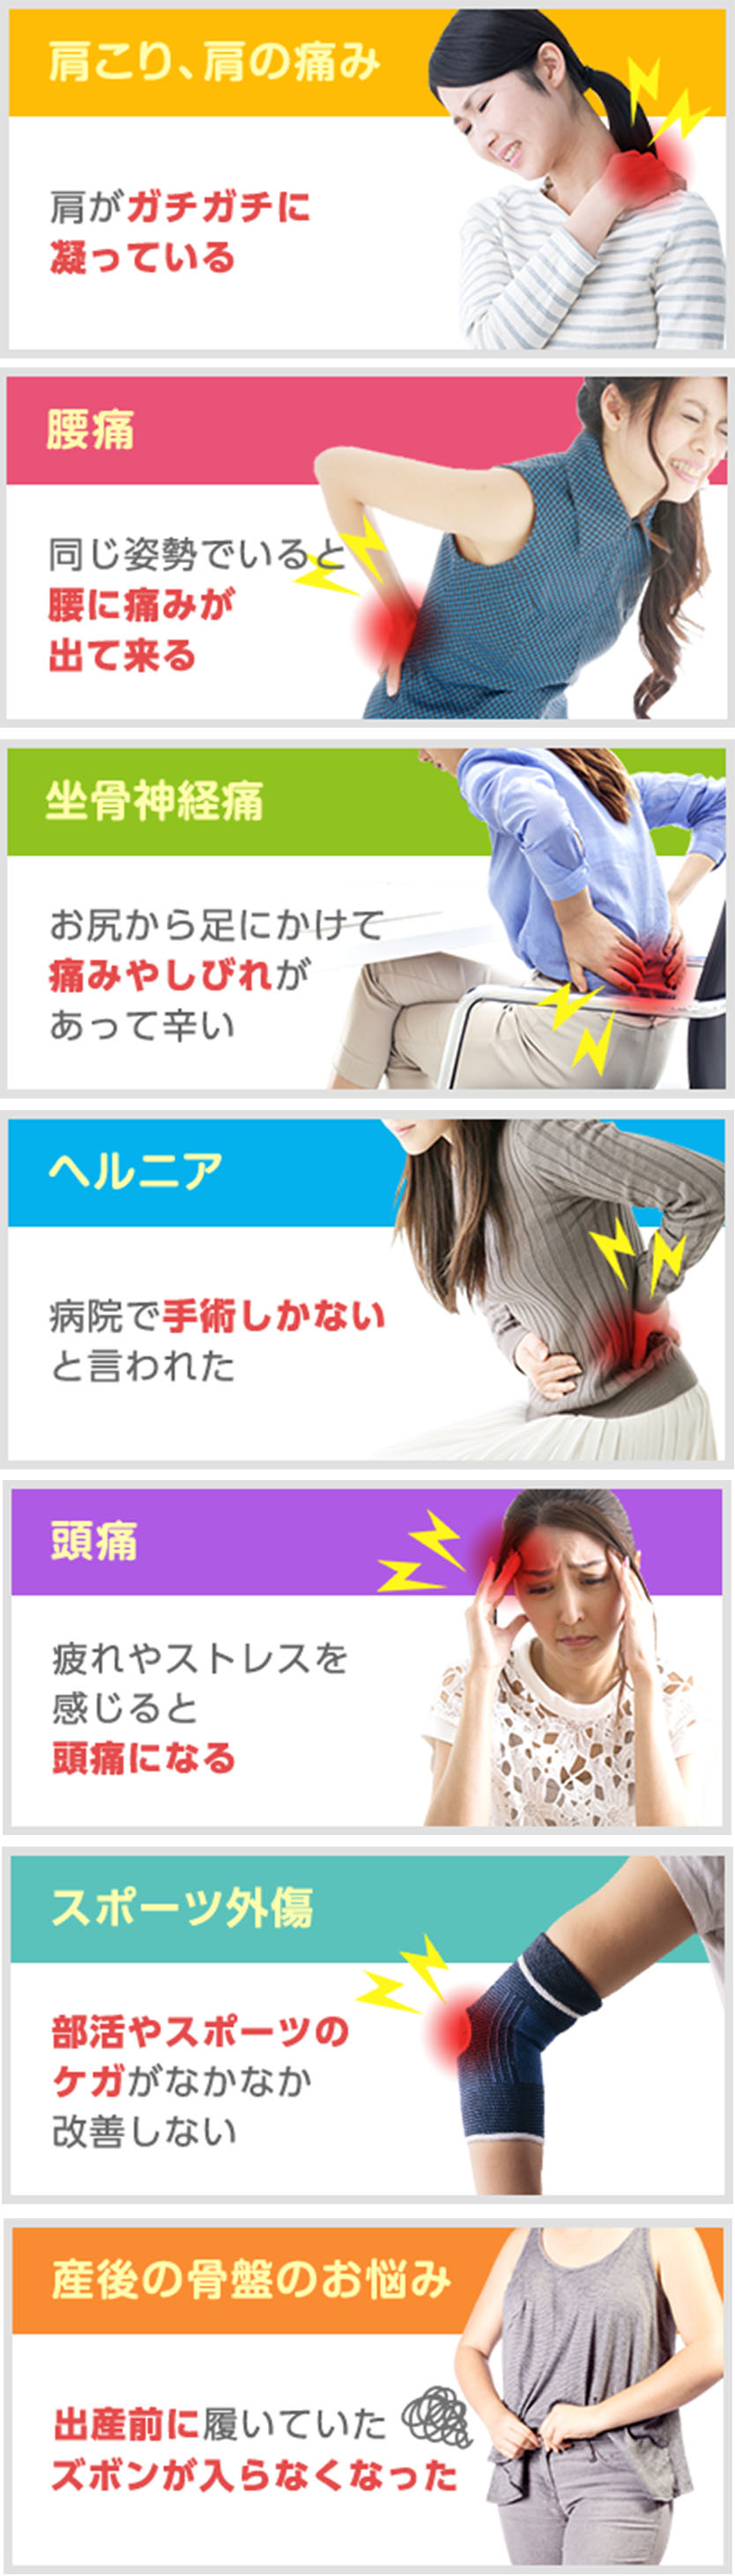 肩こり、肩の痛み
肩がガチガチに
凝っている
腰痛
同じ姿勢でいると
腰に痛みが
出て来る
坐骨神経痛
お尻から足にかけて
痛みやしびれが
あって辛い
ヘルニア
病院で手術しかない
と言われた
頭痛
疲れやストレスを
感じると
頭痛になる
スポーツ外傷
部活やスポーツの
ケガがなかなか
改善しない
産後の骨盤のお悩み
出産前に履いていた
ズボンが入らなくなった